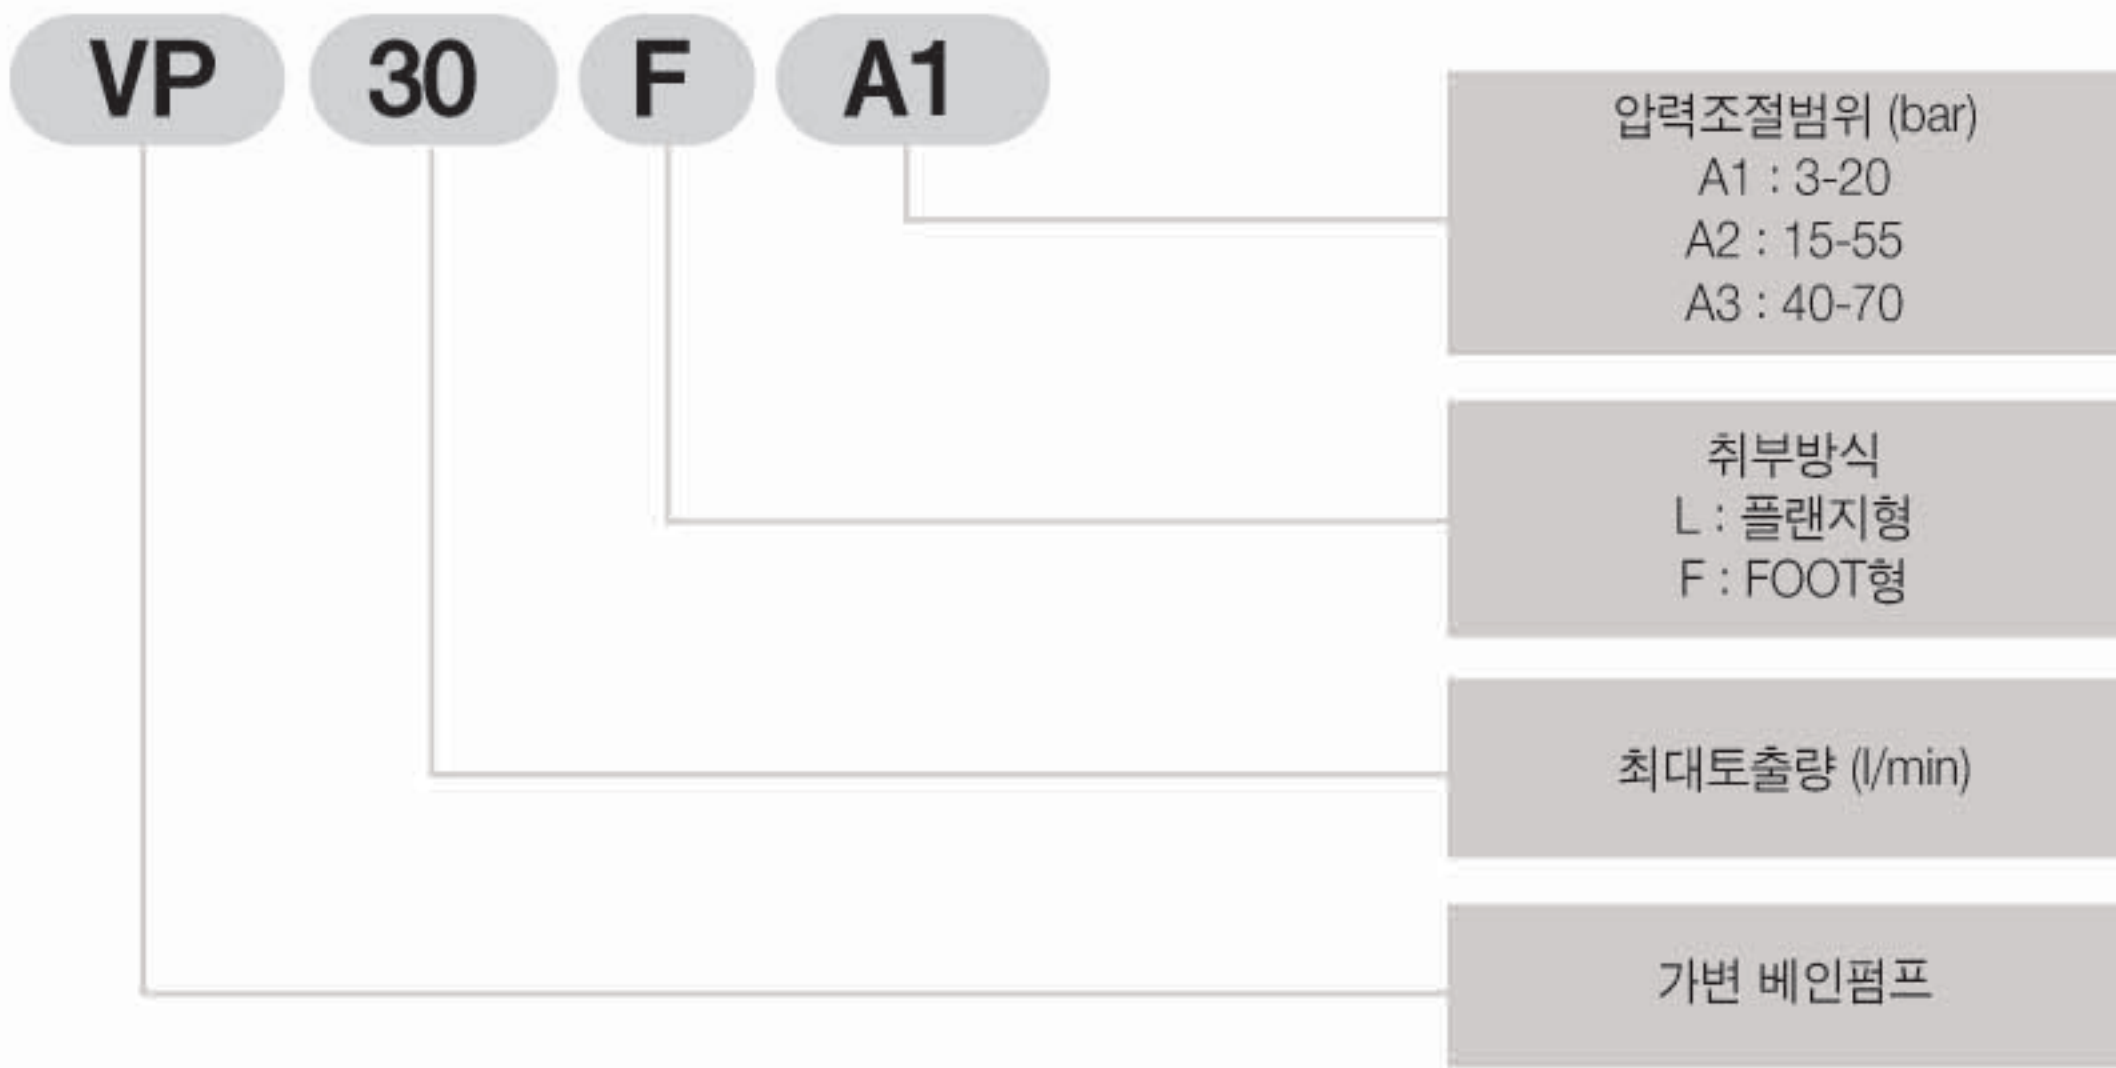 VP 30 F A1
압력조절범위 (bar)
A1 : 3-20
A2 : 15-55
A3 : 40-70
취부방식
L : 플랜지형
F : FOOT형
최대토출량 (l/min)
가변 베인펌프